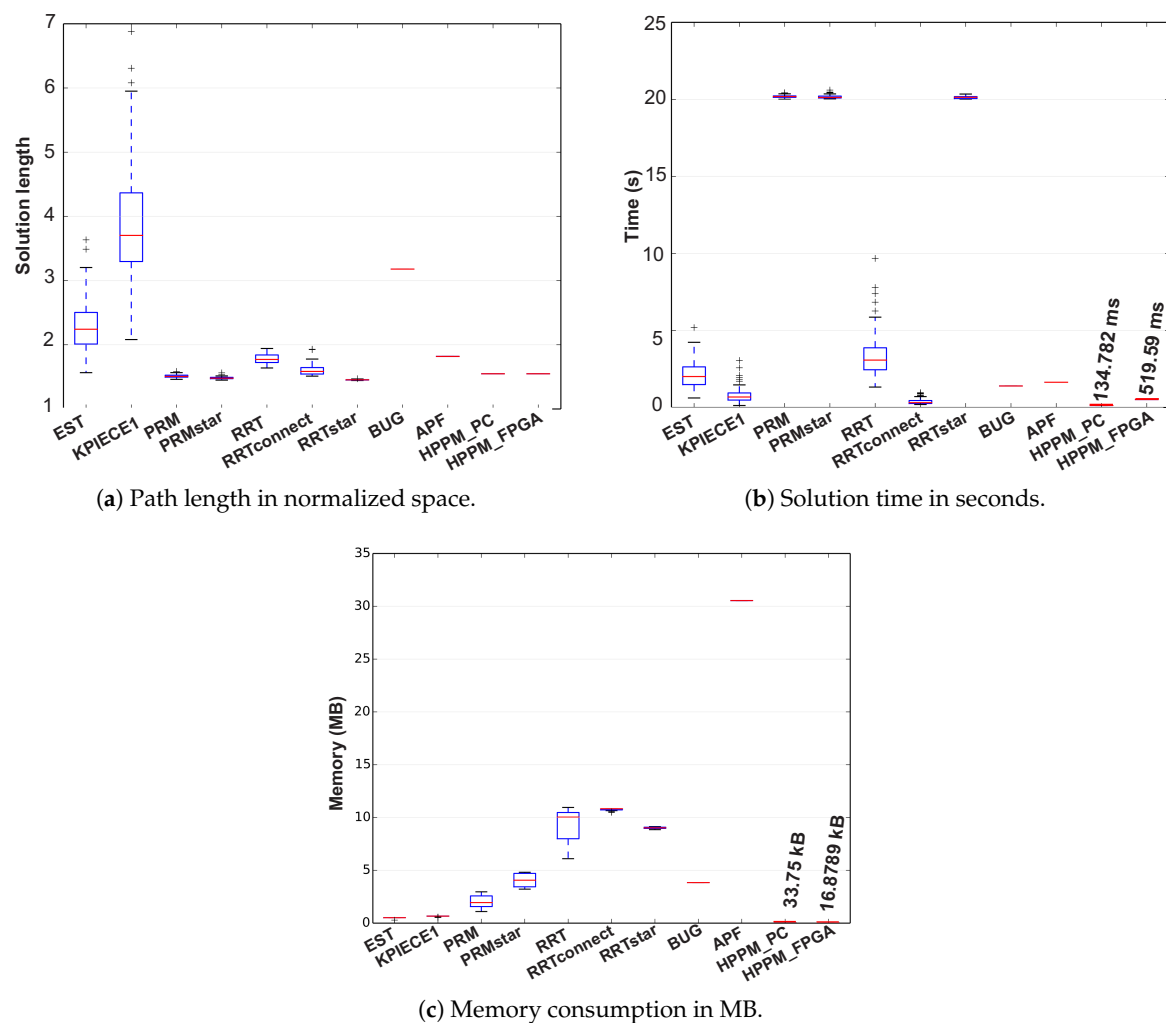 7
6
5
4
3
2
1
Solution length
EST
KPIECE1
PRM
PRMstar
RRT
RRTconnect
RRTstar
BUG
APF
HPPM_PC
HPPM_FPGA
(a) Path length in normalized space.
25
20
15
10
5
0
Time (s)
134.782 ms
519.59 ms
EST
KPIECE1
PRM
PRMstar
RRT
RRTconnect
RRTstar
BUG
APF
HPPM_PC
HPPM_FPGA
(b) Solution time in seconds.
35
30
25
20
15
10
5
0
Memory (MB)
33.75 kB
16.8789 kB
EST
KPIECE1
PRM
PRMstar
RRT
RRTconnect
RRTstar
BUG
APF
HPPM_PC
HPPM_FPGA
(c) Memory consumption in MB.